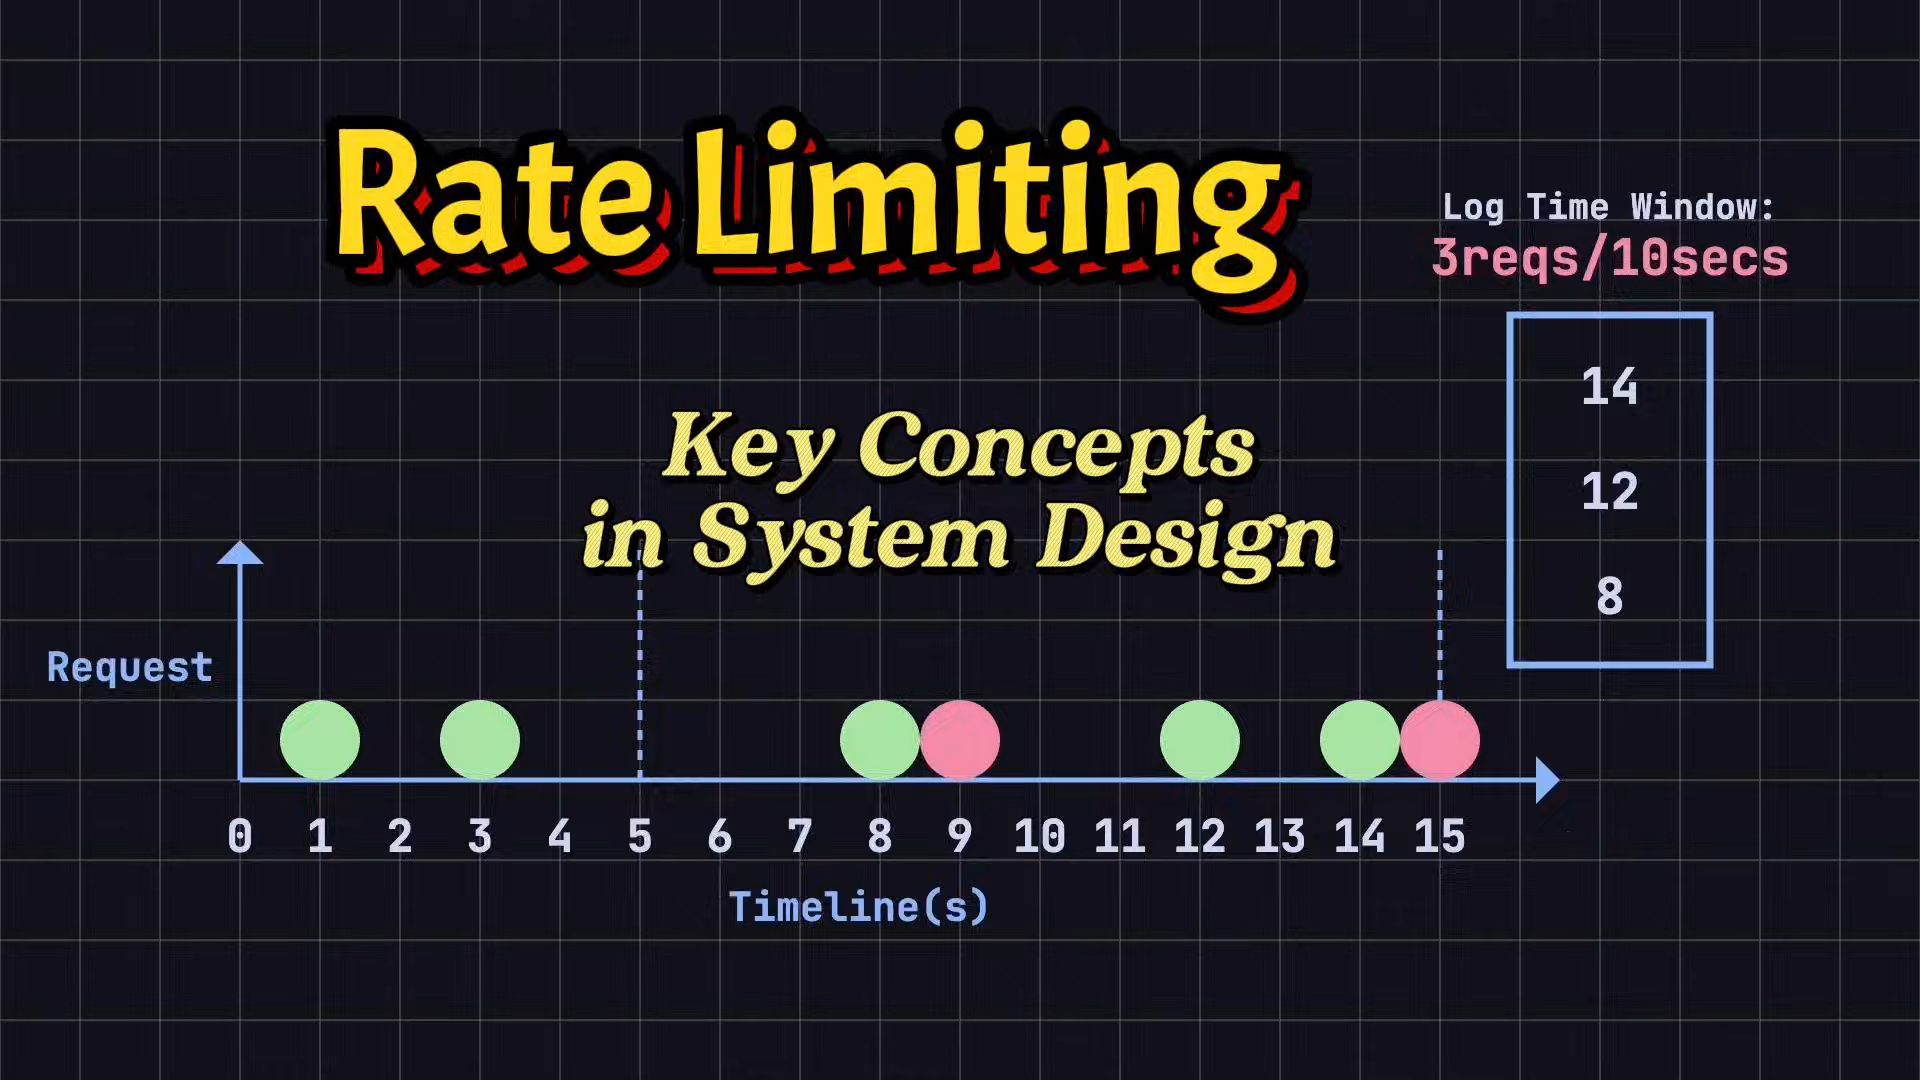 Rate Limiting
Log Time Window:
3reqs/10secs
14
12
8
Key Concepts
in System Design
Request
0 1 2 3 4 5 6 7 8 9 10 11 12 13 14 15
Timeline(s)